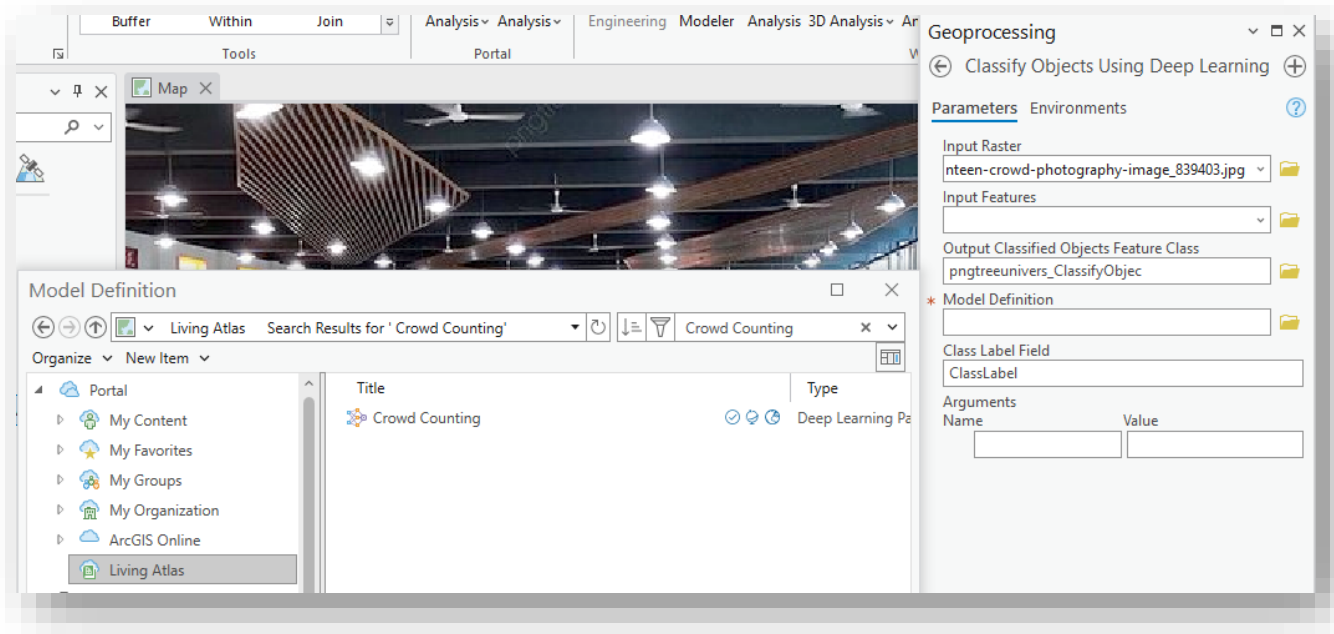 Buffer Within Join Analysis Analysis Engineering Modeler Analysis 3D Analysis
Tools Portal
Map
pngtree
Geoprocessing
Classify Objects Using Deep Learning
Parameters Environments
Input Raster
nteen-crowd-photography-image_839403.jpg
Input Features
Output Classified Objects Feature Class
pngtreeunivers_ClassifyObjec
* Model Definition
Class Label Field
ClassLabel
Arguments
Name Value
Model Definition
Living Atlas Search Results for ' Crowd Counting' Crowd Counting
Organize New Item
Portal
My Content
My Favorites
My Groups
My Organization
ArcGIS Online
Living Atlas
Title Type
Crowd Counting Deep Learning Pa